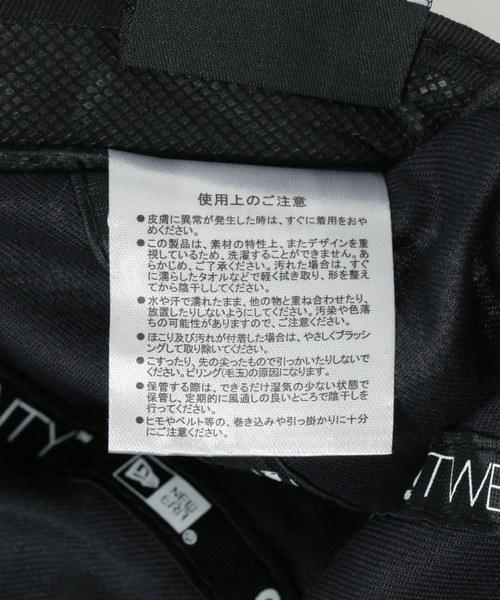 使用上のご注意
●皮膚に異常が発生した時は、すぐに着用をおや
めください。
●この製品は、素材の特性上、またデザインを重
視しているため、洗濯することができません。あ
らかじめ、ご了承ください。汚れた場合は、すぐ
に濡らしたタオルなどで軽く拭き取り、形を整え
てから陰干ししてください。
●水や汗で濡れたまま、他の物と重ね合わせたり、
放置したりしないようにしてください。汚染や色落
ちの可能性がありますので、ご注意ください。
●ほこり及び汚れが付着した場合は、やさしくブラッシ
ングして取り除いてください。
●こすったり、先の尖ったもので引っかいたりしないで
ください。ピリング(毛玉)の原因になります。
●保管する際は、できるだけ湿気の少ない状態で
保管し、定期的に風通しの良いところで陰干しを
行ってください。
●ヒモやベルト等の、巻き込みや引っ掛かりに十分
にご注意ください。
NITY™
NEW
ERA
®
TWE